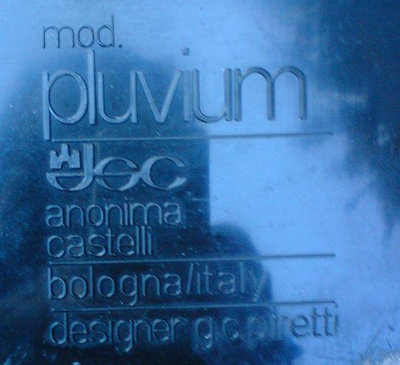 mod.
pluvium
anonima
castelli
bologna/italy
designer g.c.piretti